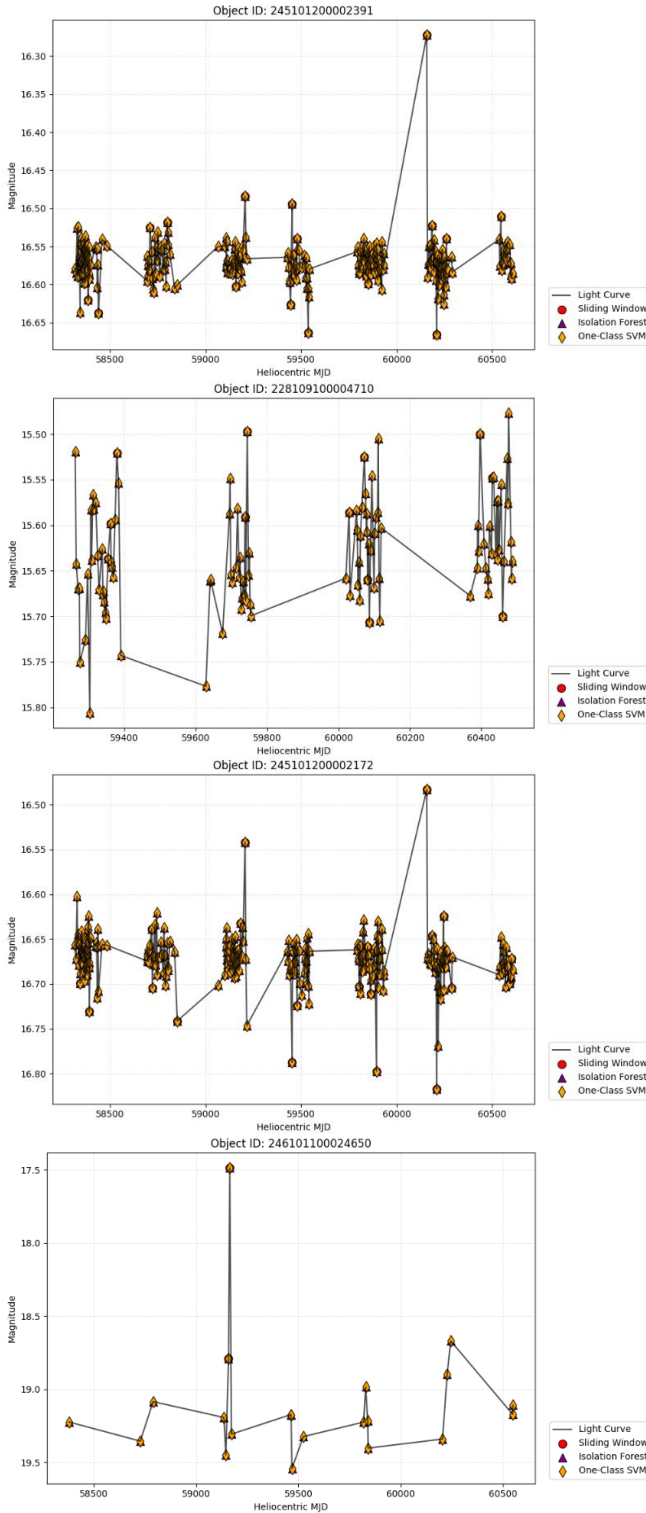 Object ID: 245101200002391
16.30
16.35
16.40
16.45
16.50
16.55
16.60
16.65
Magnitude
58500 59000 59500 60000 60500
Heliocentric MJD
Light Curve
Sliding Window
Isolation Forest
One-Class SVM
Object ID: 228109100004710
15.50
15.55
15.60
15.65
15.70
15.75
15.80
Magnitude
59400 59600 59800 60000 60200 60400
Heliocentric MJD
Light Curve
Sliding Window
Isolation Forest
One-Class SVM
Object ID: 245101200002172
16.50
16.55
16.60
16.65
16.70
16.75
16.80
Magnitude
58500 59000 59500 60000 60500
Heliocentric MJD
Light Curve
Sliding Window
Isolation Forest
One-Class SVM
Object ID: 246101100024650
17.5
18.0
18.5
19.0
19.5
Magnitude
58500 59000 59500 60000 60500
Heliocentric MJD
Light Curve
Sliding Window
Isolation Forest
One-Class SVM